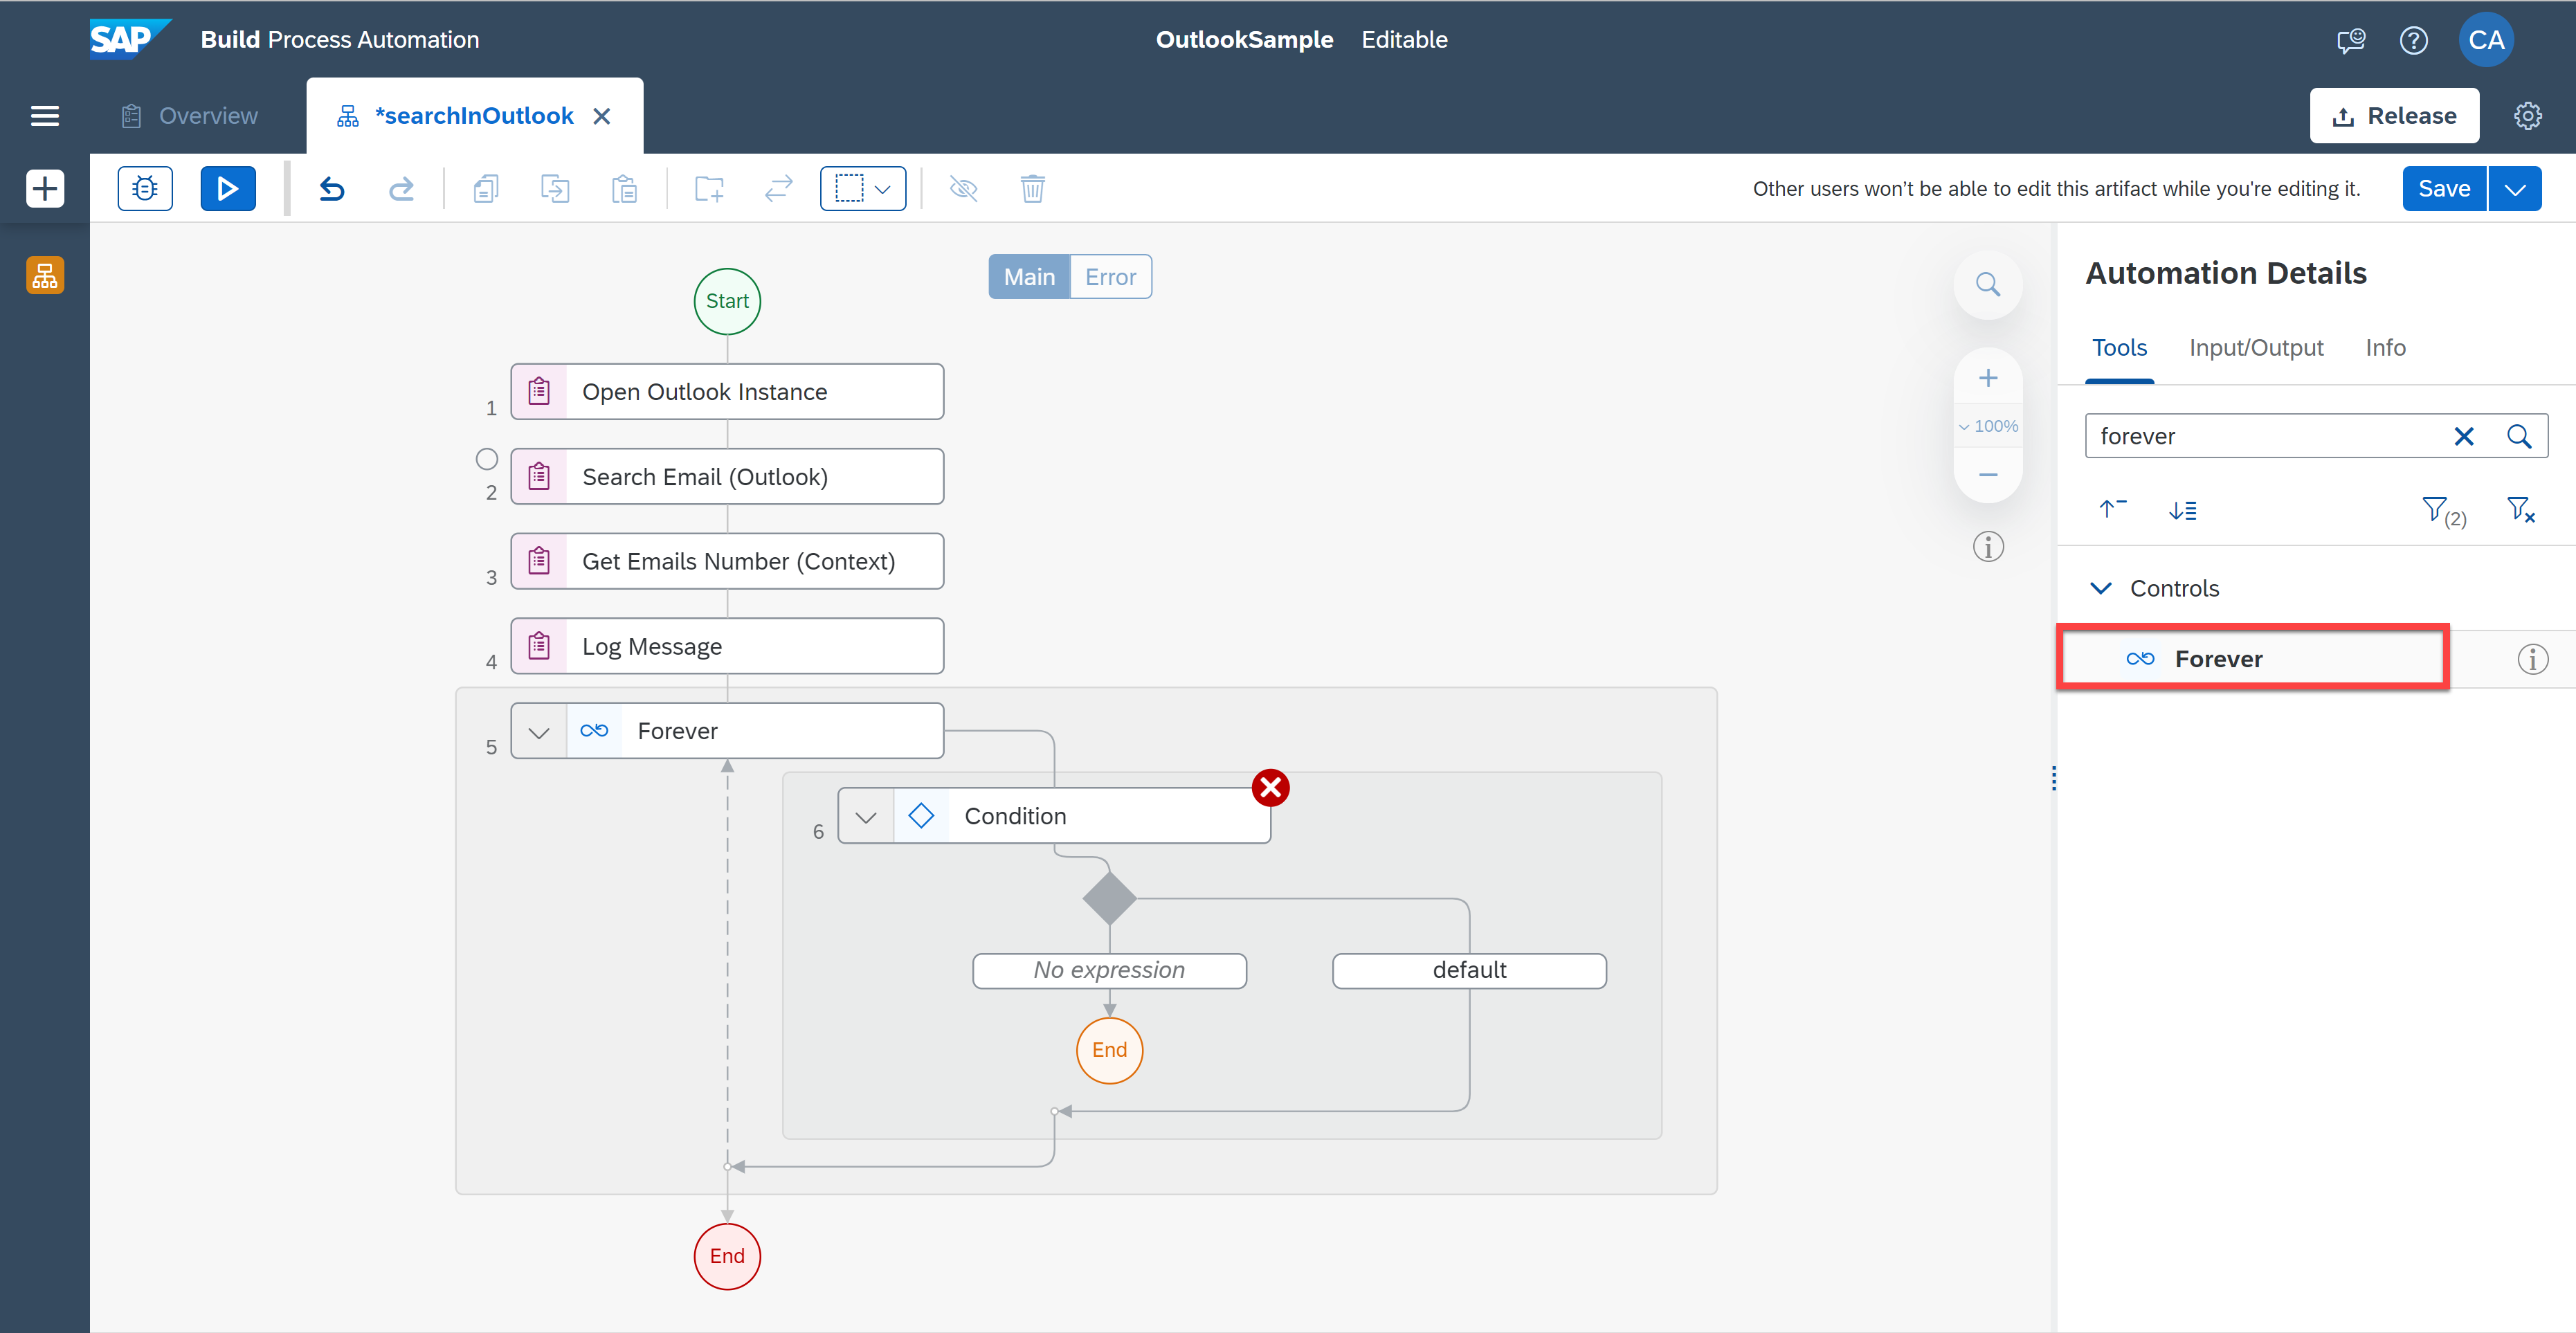 SAP Build Process Automation
OutlookSample Editable
CA
Overview
*searchInOutlook
Release
Other users won't be able to edit this artifact while you're editing it.
Save
Main
Error
Start
1 Open Outlook Instance
2 Search Email (Outlook)
3 Get Emails Number (Context)
4 Log Message
5 Forever
6 Condition
No expression
default
End
End
100%
Automation Details
Tools Input/Output Info
forever
(2)
Controls
Forever